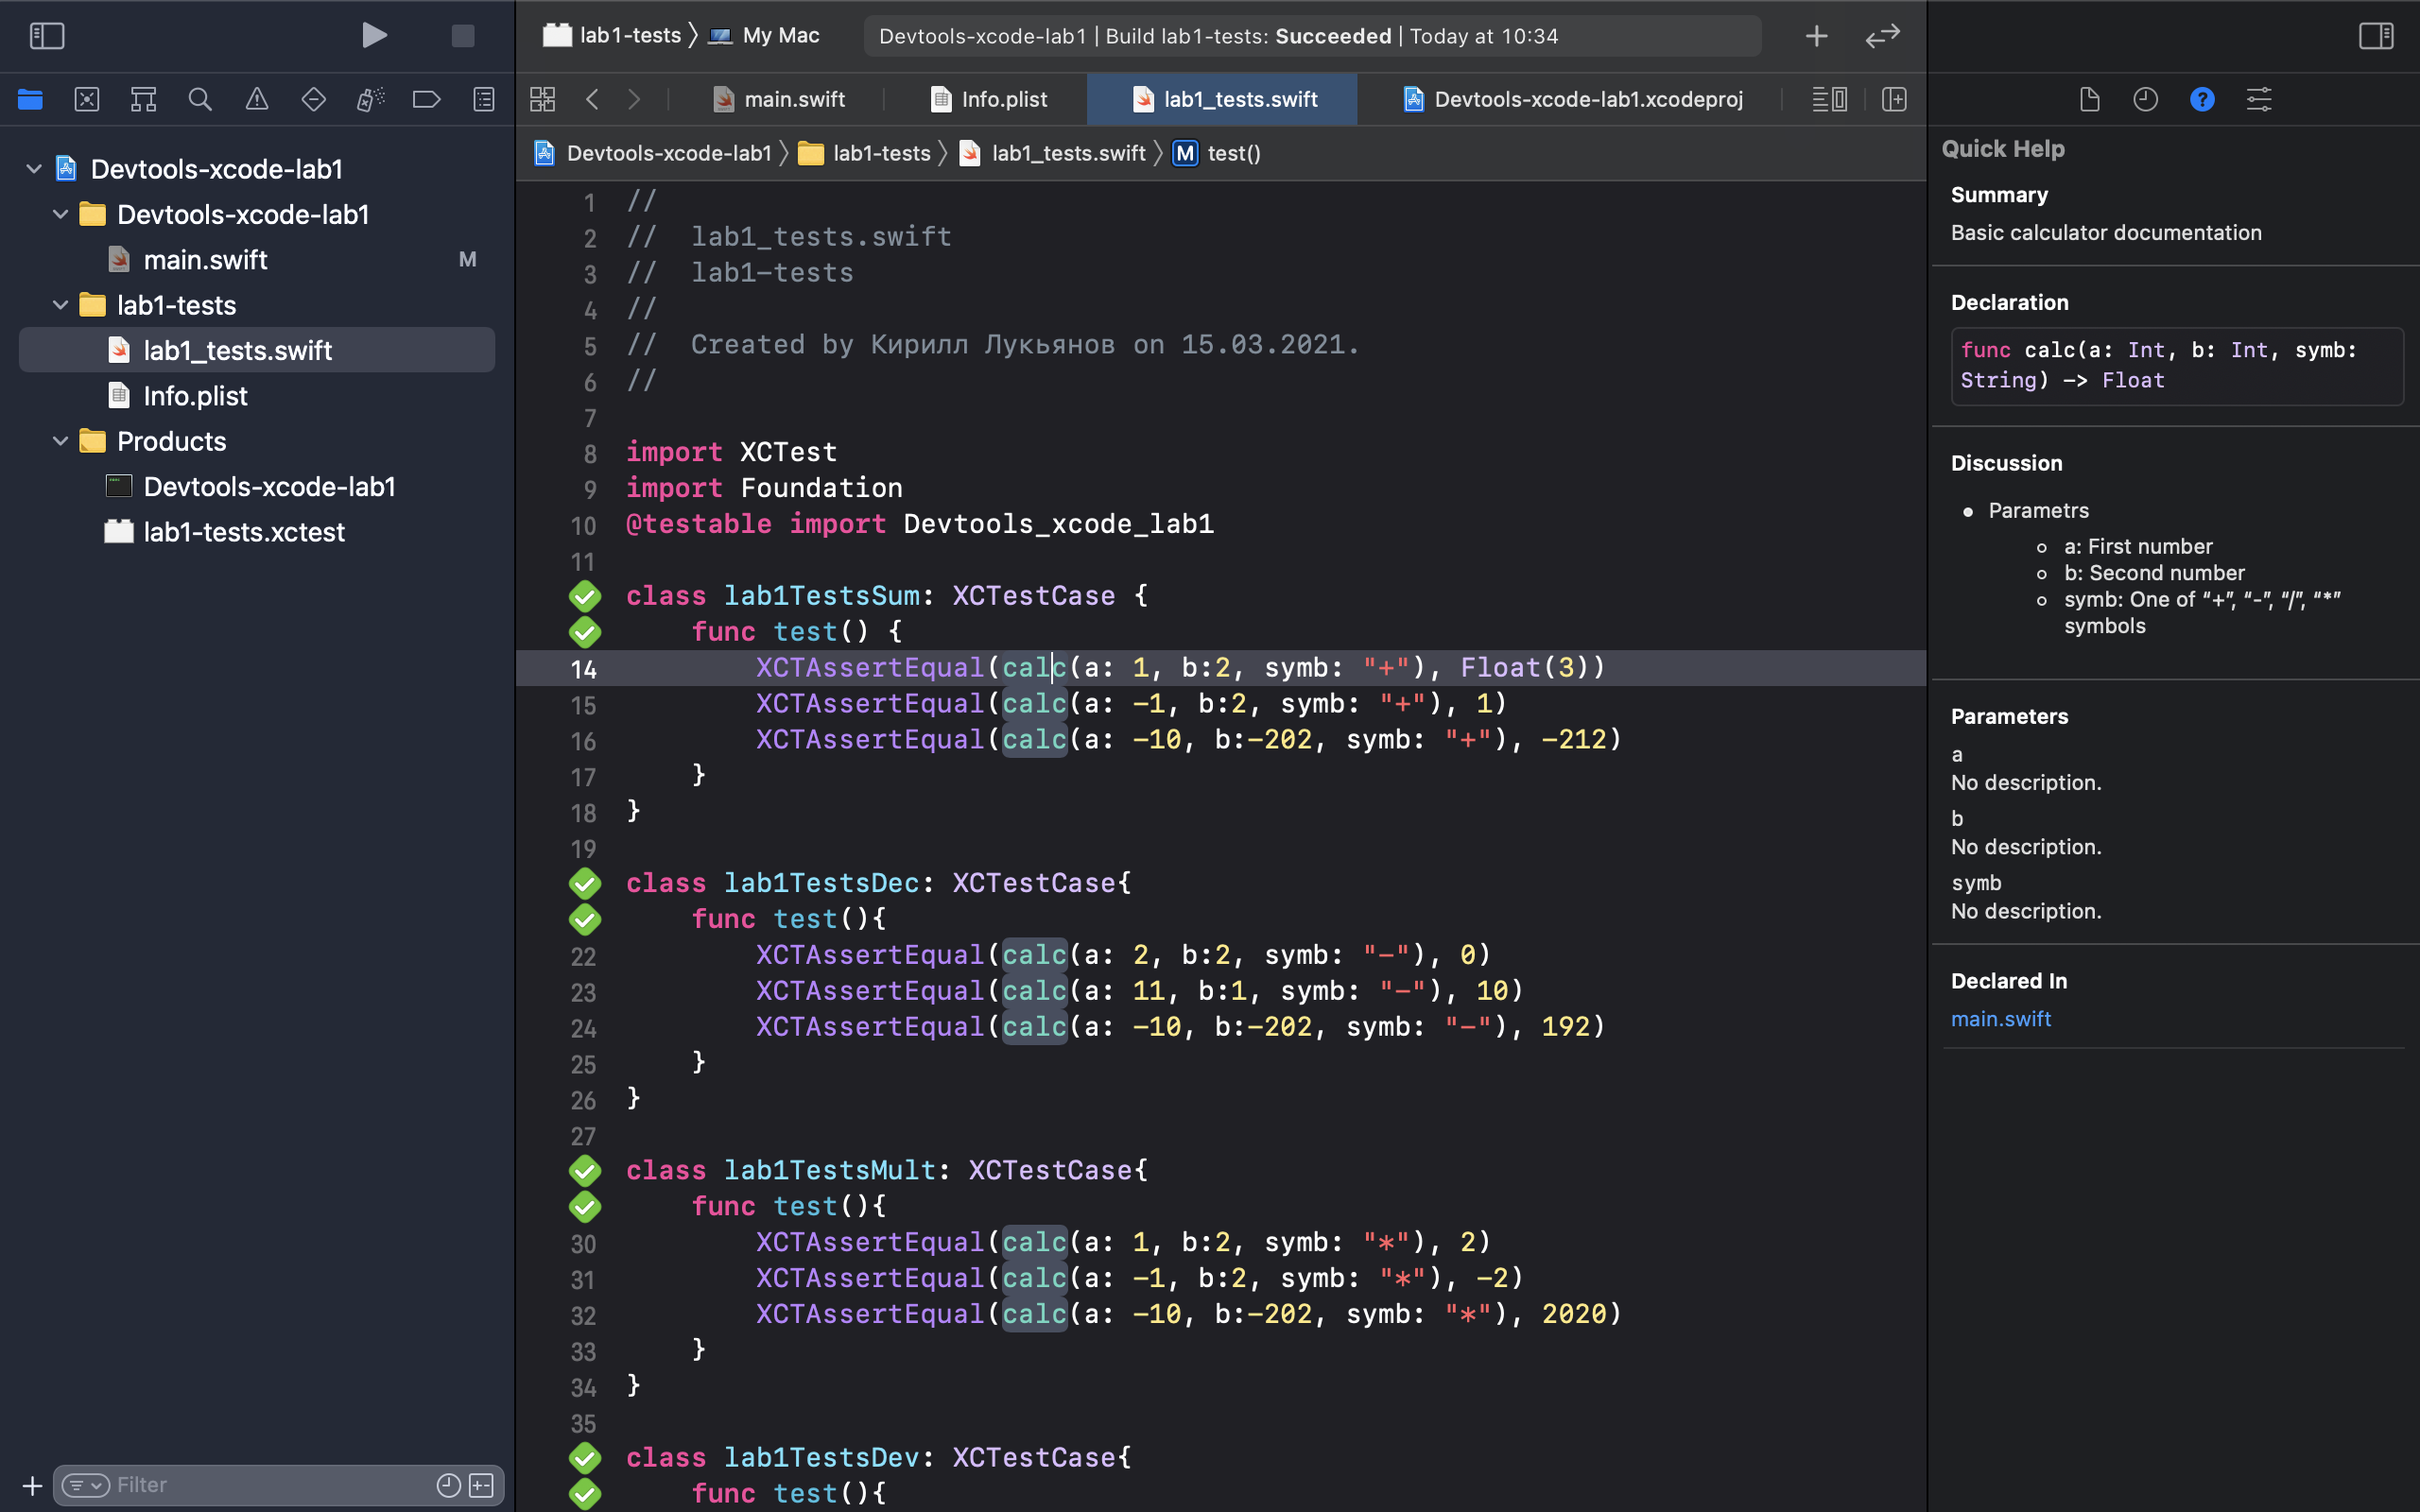 lab1-tests My Mac
Devtools-xcode-lab1 | Build lab1-tests: Succeeded | Today at 10:34
main.swift
Info.plist
lab1_tests.swift
Devtools-xcode-lab1.xcodeproj
Devtools-xcode-lab1 lab1-tests lab1_tests.swift M test()
Devtools-xcode-lab1
Devtools-xcode-lab1
main.swift M
lab1-tests
lab1_tests.swift
Info.plist
Products
Devtools-xcode-lab1
lab1-tests.xctest
Filter
1 //
2 //  lab1_tests.swift
3 //  lab1-tests
4 //
5 //  Created by Кирилл Лукьянов on 15.03.2021.
6 //
7
8 import XCTest
9 import Foundation
10 @testable import Devtools_xcode_lab1
11
class lab1TestsSum: XCTestCase {
func test() {
14 XCTAssertEqual(calc(a: 1, b:2, symb: "+"), Float(3))
15 XCTAssertEqual(calc(a: -1, b:2, symb: "+"), 1)
16 XCTAssertEqual(calc(a: -10, b:-202, symb: "+"), -212)
17 }
18 }
19
class lab1TestsDec: XCTestCase{
func test(){
22 XCTAssertEqual(calc(a: 2, b:2, symb: "-"), 0)
23 XCTAssertEqual(calc(a: 11, b:1, symb: "-"), 10)
24 XCTAssertEqual(calc(a: -10, b:-202, symb: "-"), 192)
25 }
26 }
27
class lab1TestsMult: XCTestCase{
func test(){
30 XCTAssertEqual(calc(a: 1, b:2, symb: "*"), 2)
31 XCTAssertEqual(calc(a: -1, b:2, symb: "*"), -2)
32 XCTAssertEqual(calc(a: -10, b:-202, symb: "*"), 2020)
33 }
34 }
35
class lab1TestsDev: XCTestCase{
func test(){
Quick Help
Summary
Basic calculator documentation
Declaration
func calc(a: Int, b: Int, symb:
String) -> Float
Discussion
• Parametrs
◦ a: First number
◦ b: Second number
◦ symb: One of “+”, “-”, “/”, “*”
symbols
Parameters
a
No description.
b
No description.
symb
No description.
Declared In
main.swift